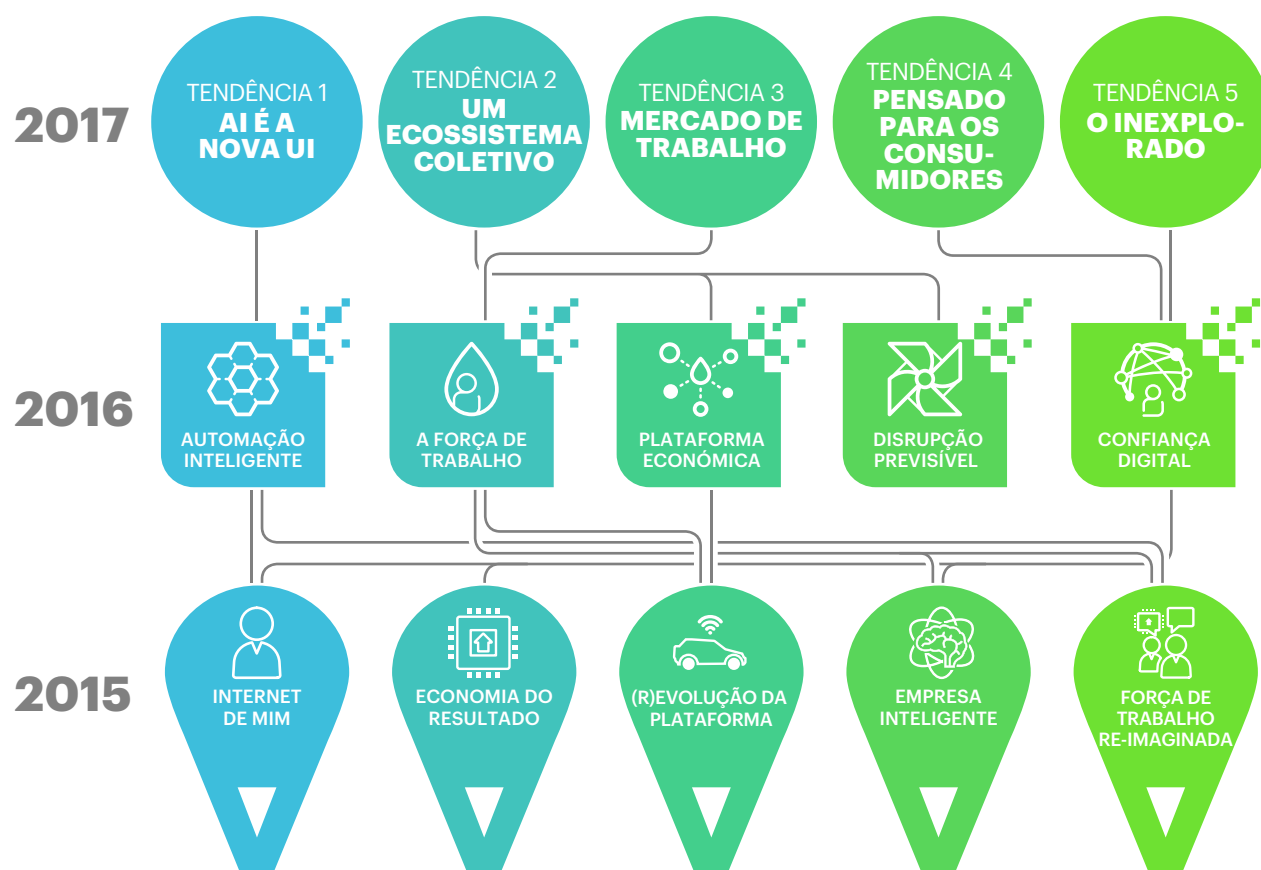 2017
TENDÊNCIA 1
AI É A
NOVA UI
TENDÊNCIA 2
UM
ECOSSISTEMA
COLETIVO
TENDÊNCIA 3
MERCADO DE
TRABALHO
TENDÊNCIA 4
PENSADO
PARA OS
CONSU-
MIDORES
TENDÊNCIA 5
O INEXPLO-
RADO
2016
AUTOMAÇÃO
INTELIGENTE
A FORÇA DE
TRABALHO
PLATAFORMA
ECONÓMICA
DISRUPÇÃO
PREVISÍVEL
CONFIANÇA
DIGITAL
2015
INTERNET
DE MIM
ECONOMIA DO
RESULTADO
(R)EVOLUÇÃO DA
PLATAFORMA
EMPRESA
INTELIGENTE
FORÇA DE
TRABALHO
RE-IMAGINADA